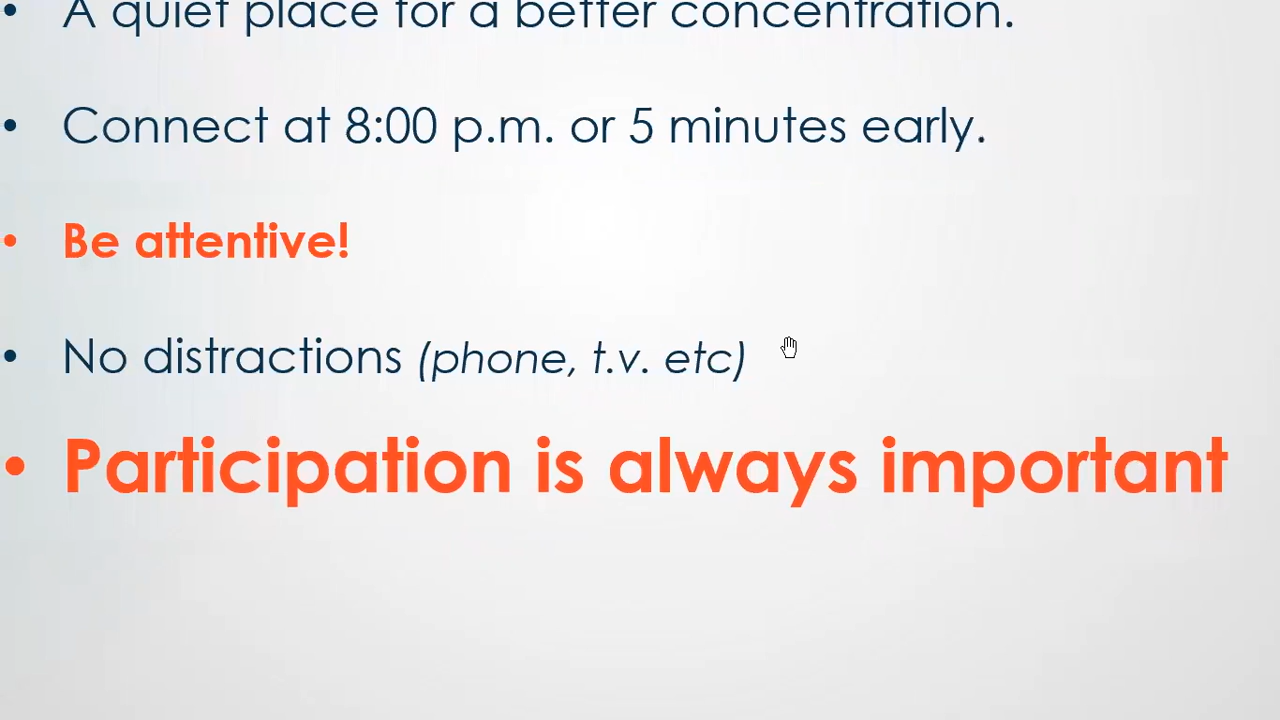 • A quiet place for a better concentration.
• Connect at 8:00 p.m. or 5 minutes early.
• Be attentive!
• No distractions (phone, t.v. etc)
• Participation is always important